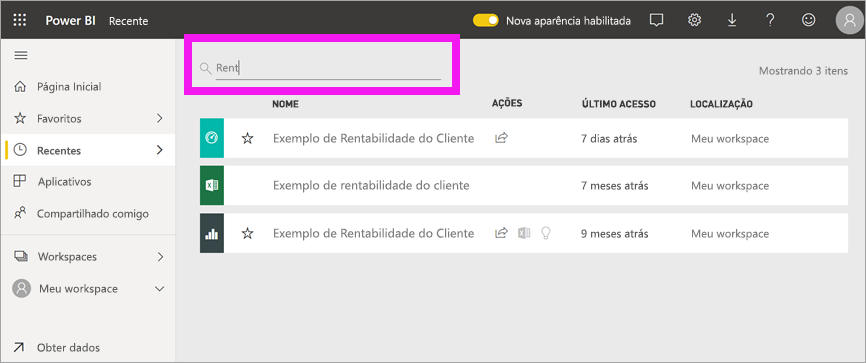 Power BI Recente Nova aparência habilitada
Rent
Mostrando 3 itens
Página Inicial
Favoritos
Recentes
Aplicativos
Compartilhado comigo
Workspaces
Meu workspace
Obter dados
NOME AÇÕES ÚLTIMO ACESSO LOCALIZAÇÃO
Exemplo de Rentabilidade do Cliente 7 dias atrás Meu workspace
Exemplo de rentabilidade do cliente 7 meses atrás Meu workspace
Exemplo de Rentabilidade do Cliente 9 meses atrás Meu workspace